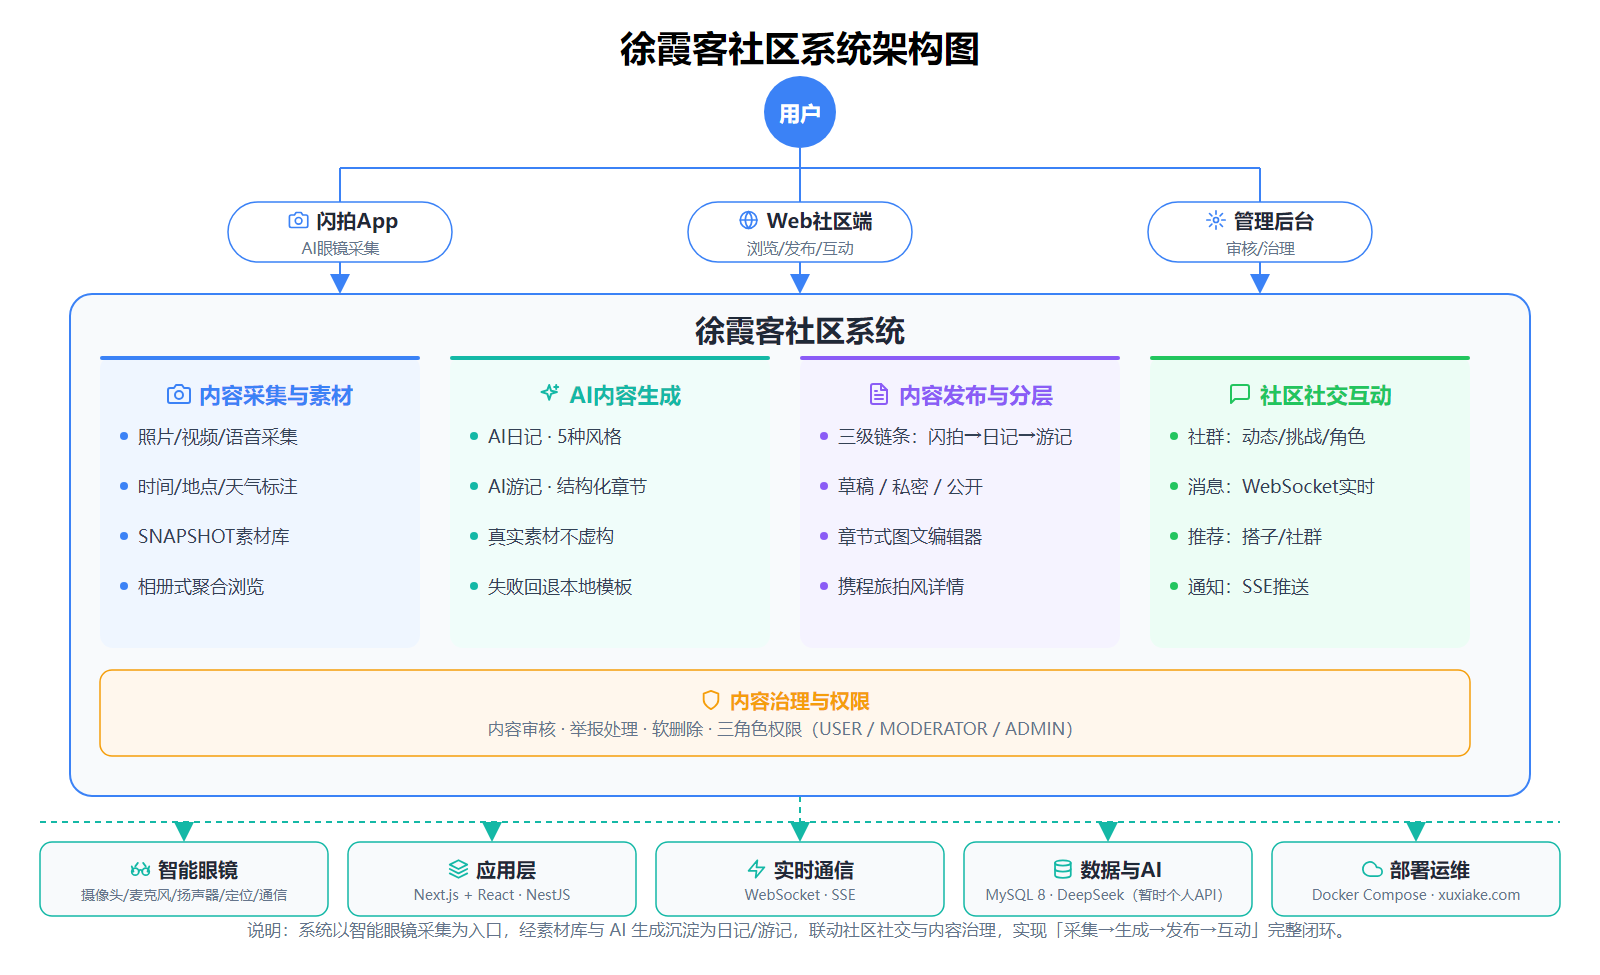 徐霞客社区系统架构图
用户
闪拍App
AI眼镜采集
Web社区端
浏览/发布/互动
管理后台
审核/治理
徐霞客社区系统
内容采集与素材
照片/视频/语音采集
时间/地点/天气标注
SNAPSHOT素材库
相册式聚合浏览
AI内容生成
AI日记 · 5种风格
AI游记 · 结构化章节
真实素材不虚构
失败回退本地模板
内容发布与分层
三级链条：闪拍→日记→游记
草稿 / 私密 / 公开
章节式图文编辑器
携程旅拍风详情
社区社交互动
社群：动态/挑战/角色
消息：WebSocket实时
推荐：搭子/社群
通知：SSE推送
内容治理与权限
内容审核 · 举报处理 · 软删除 · 三角色权限（USER / MODERATOR / ADMIN）
智能眼镜
摄像头/麦克风/扬声器/定位/通信
应用层
Next.js + React · NestJS
实时通信
WebSocket · SSE
数据与AI
MySQL 8 · DeepSeek（暂时个人API）
部署运维
Docker Compose · xuxiake.com
说明：系统以智能眼镜采集为入口，经素材库与 AI 生成沉淀为日记/游记，联动社区社交与内容治理，实现「采集→生成→发布→互动」完整闭环。